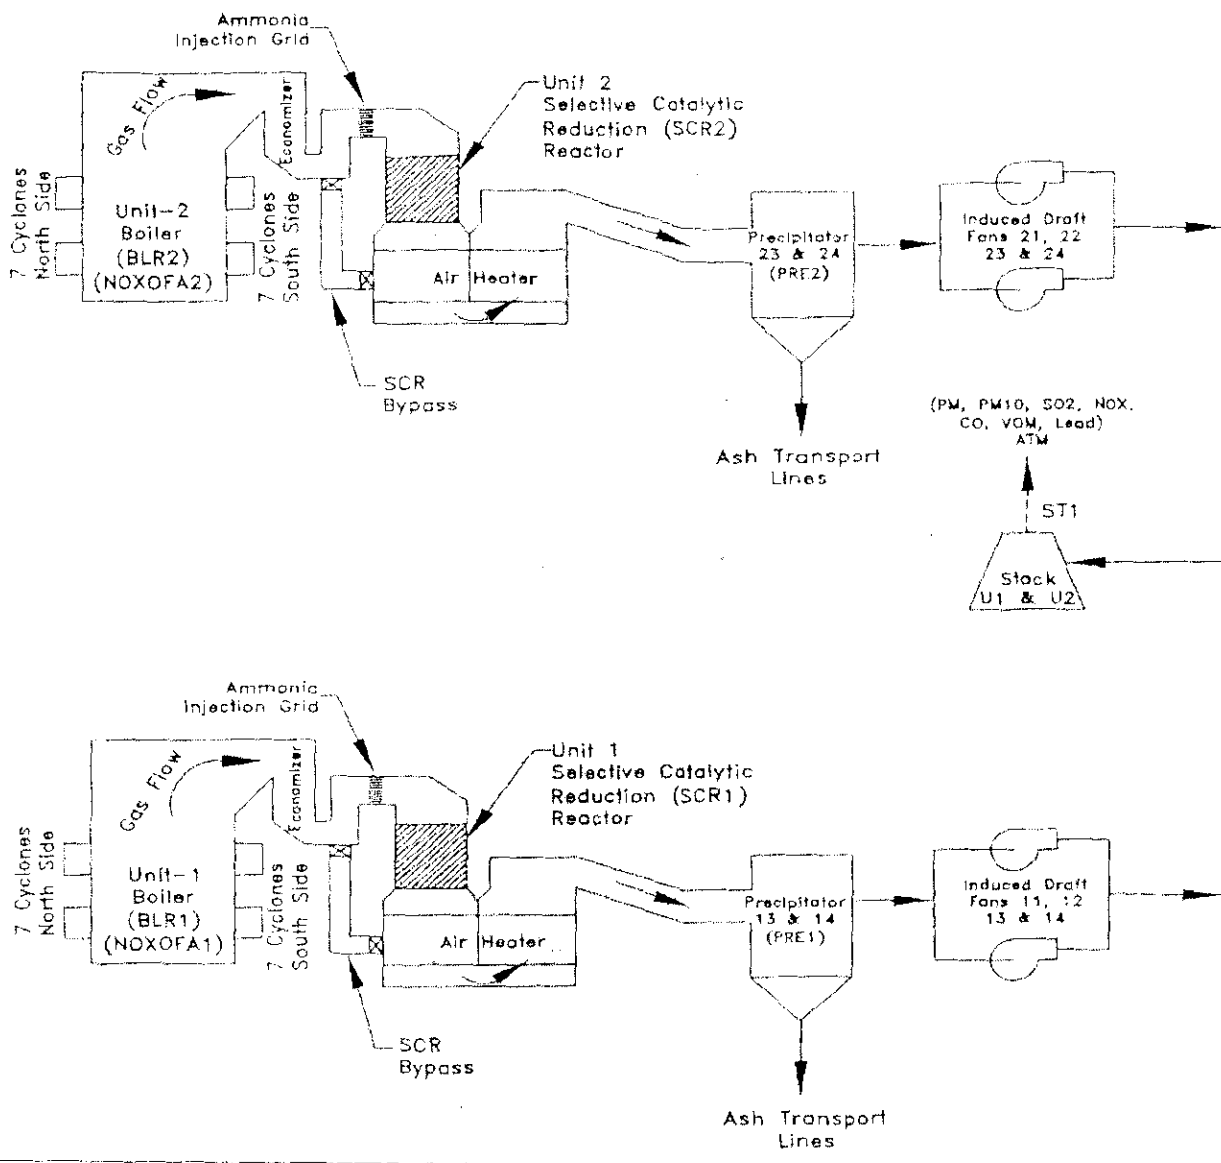 Ammonia
Injection Grid
Gas Flow
Economizer
Unit 2
Selective Catalytic
Reduction (SCR2)
Reactor
7 Cyclones
North Side
Unit-2
Boiler
(BLR2)
(NOXOFA2)
7 Cyclones
South Side
Air Heater
SCR
Bypass
Precipitator
23 & 24
(PRE2)
Induced Draft
Fans 21, 22
23 & 24
Ash Transport
Lines
(PM, PM10, SO2, NOX,
CO, VOM, Lead)
ATM
ST1
Stack
U1 & U2
Ammonia
Injection Grid
Gas Flow
Economizer
Unit 1
Selective Catalytic
Reduction (SCR1)
Reactor
7 Cyclones
North Side
Unit-1
Boiler
(BLR1)
(NOXOFA1)
7 Cyclones
South Side
Air Heater
SCR
Bypass
Precipitator
13 & 14
(PRE1)
Induced Draft
Fans 11, 12
13 & 14
Ash Transport
Lines